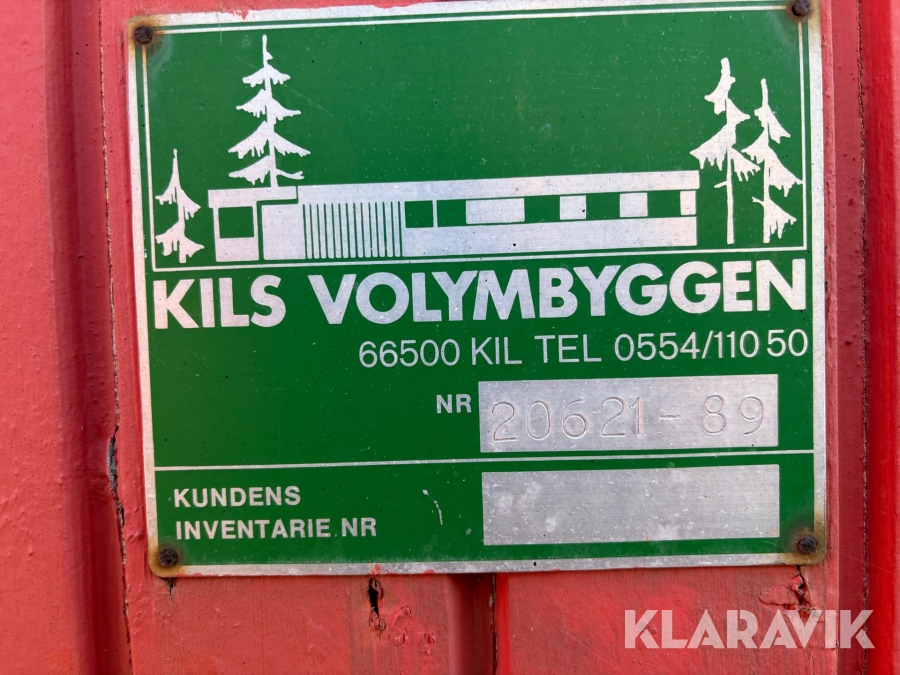 KILS VOLYMBYGGEN
66500 KIL TEL 0554/110 50
NR 20621-89
KUNDENS
INVENTARIE NR
KLARAVIK